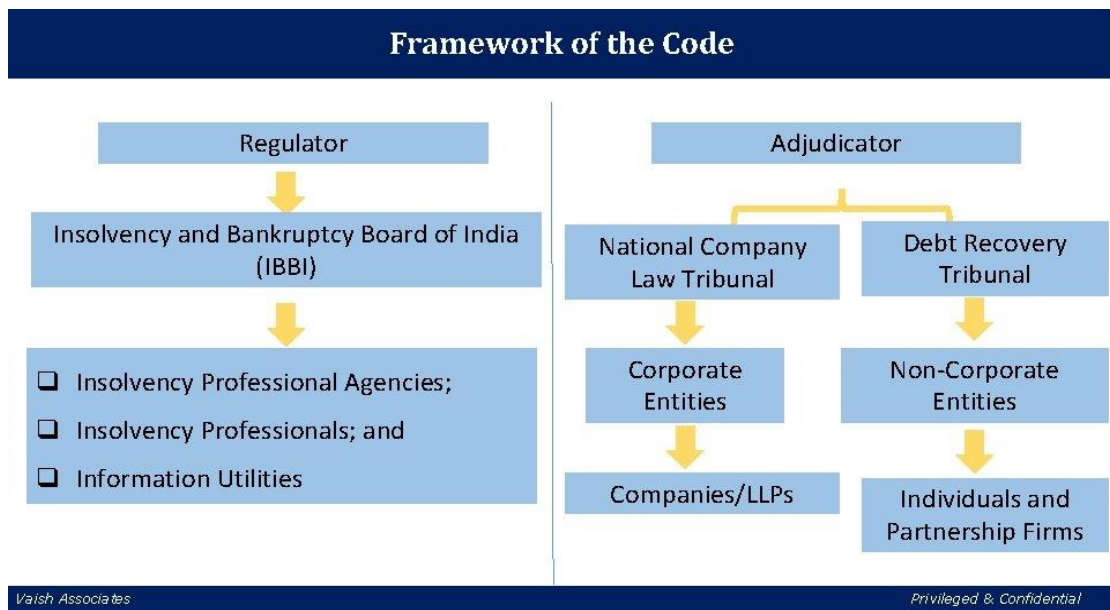 Framework of the Code
Regulator
Insolvency and Bankruptcy Board of India
(IBBI)
Insolvency Professional Agencies;
Insolvency Professionals; and
Information Utilities
Adjudicator
National Company
Law Tribunal
Corporate
Entities
Companies/LLPs
Debt Recovery
Tribunal
Non-Corporate
Entities
Individuals and
Partnership Firms
Vaish Associates
Privileged & Confidential